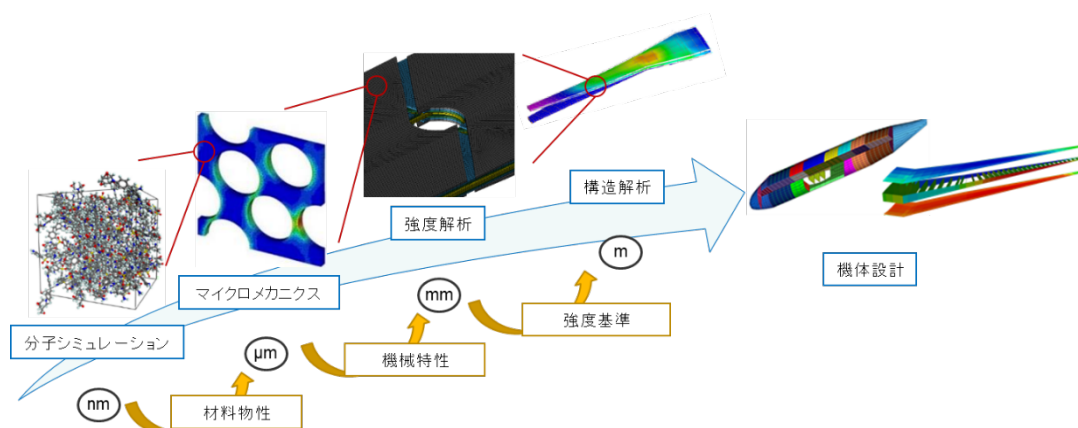 構造解析
強度解析
機体設計
マイクロメカニクス
分子シミュレーション
m
mm
強度基準
μm
機械特性
nm
材料物性